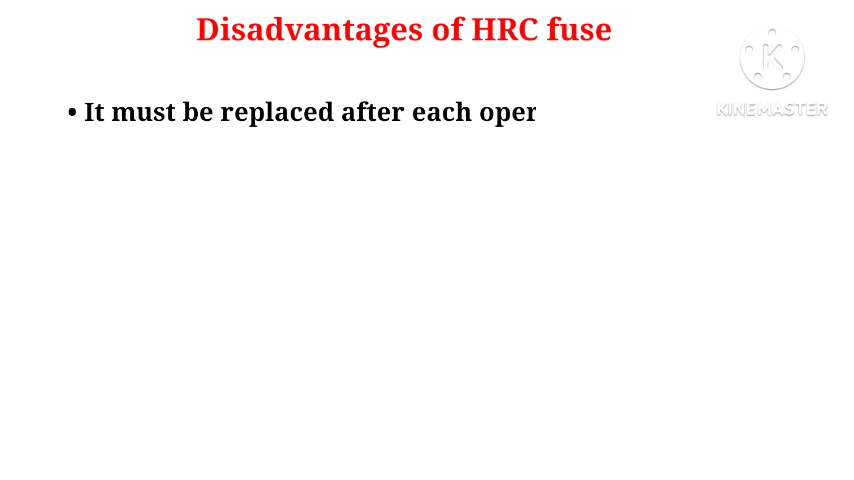 Disadvantages of HRC fuse
• It must be replaced after each oper
KINEMASTER